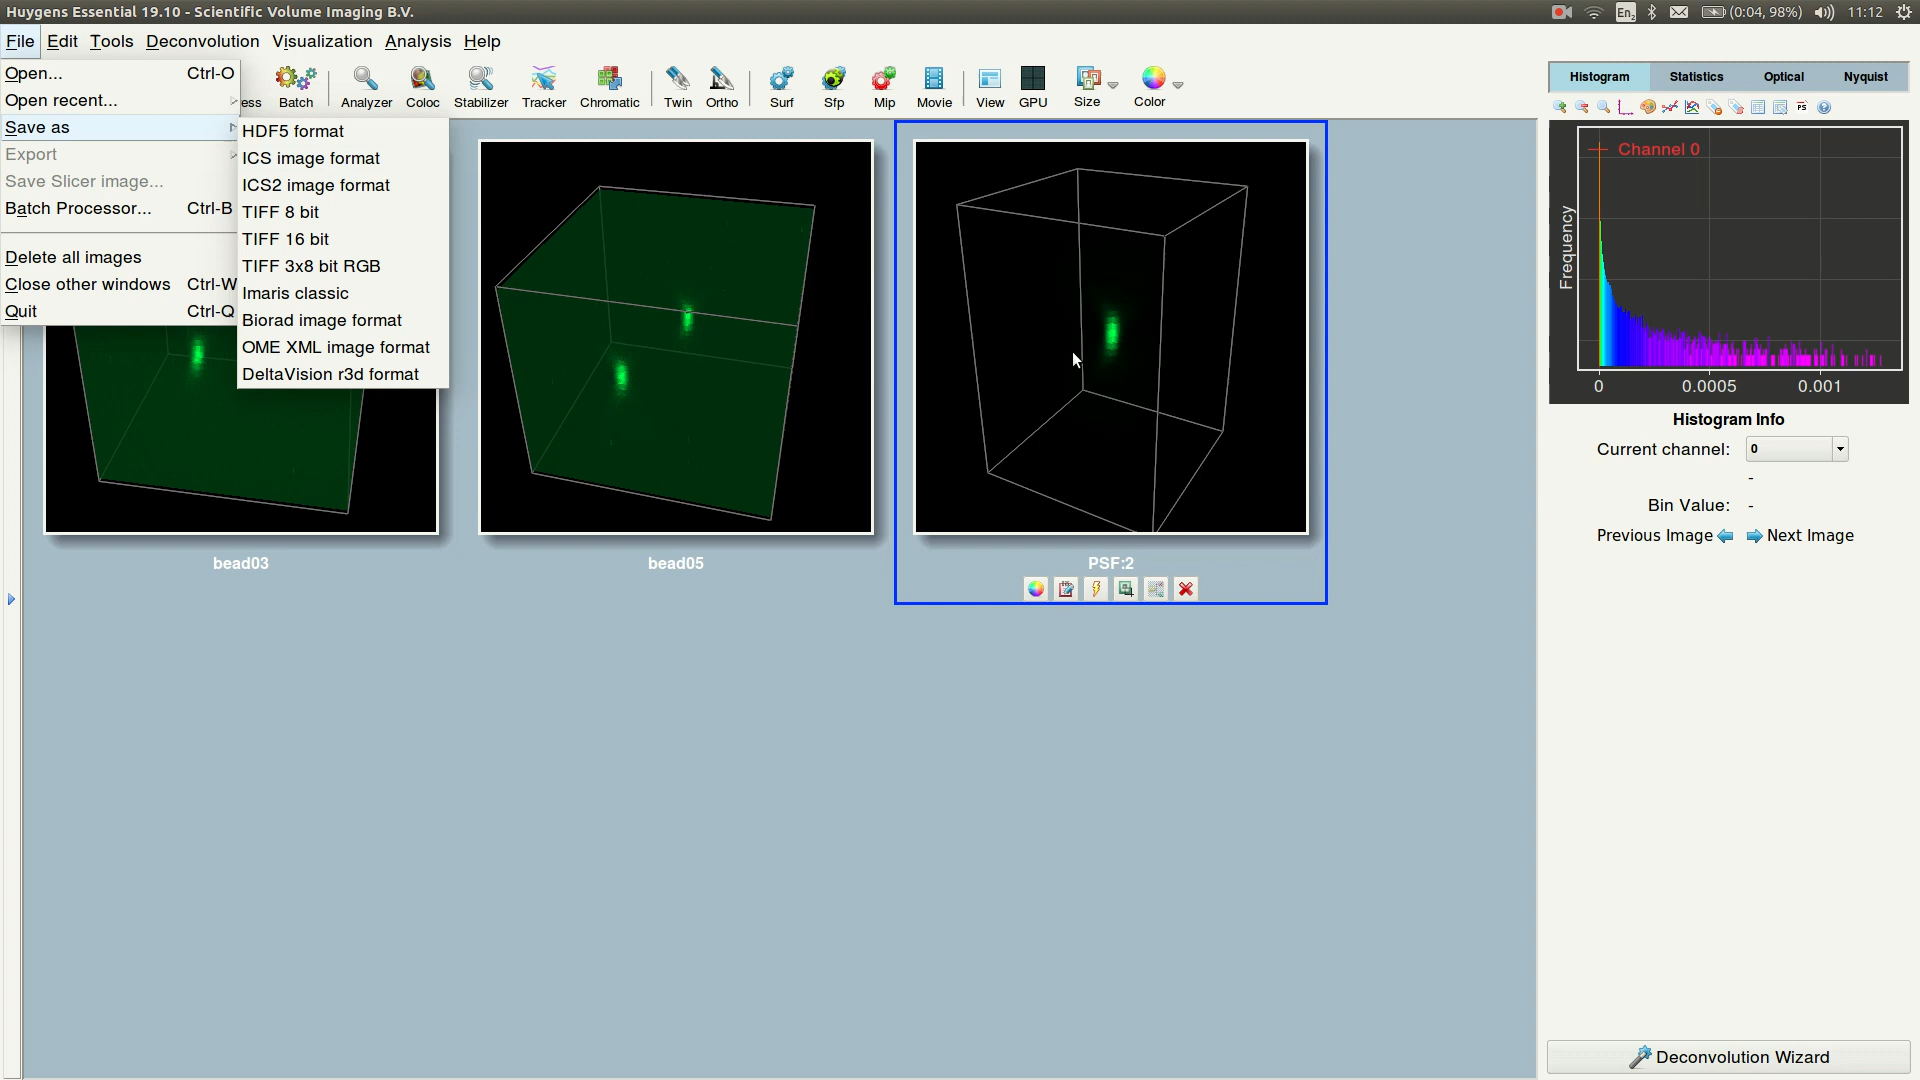 Huygens Essential 19.10 - Scientific Volume Imaging B.V.
En2 (0:04, 98%) 11:12
File Edit Tools Deconvolution Visualization Analysis Help
Open... Ctrl-O
Open recent...
Save as
Export
Save Slicer image...
Batch Processor... Ctrl-B
Delete all images
Close other windows Ctrl-W
Quit Ctrl-Q
HDF5 format
ICS image format
ICS2 image format
TIFF 8 bit
TIFF 16 bit
TIFF 3x8 bit RGB
Imaris classic
Biorad image format
OME XML image format
DeltaVision r3d format
ess Batch Analyzer Coloc Stabilizer Tracker Chromatic Twin Ortho Surf Sfp Mip Movie View GPU Size Color
bead03
bead05
PSF:2
Histogram Statistics Optical Nyquist
PS
Channel 0
Frequency
0 0.0005 0.001
Histogram Info
Current channel: 0
-
Bin Value: -
Previous Image Next Image
Deconvolution Wizard